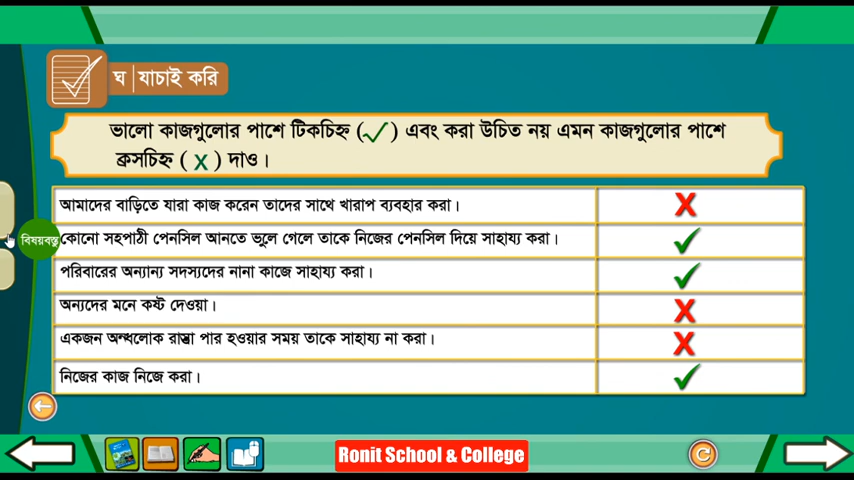 ঘ | যাচাই করি
ভালো কাজগুলোর পাশে টিকচিহ্ন (✓) এবং করা উচিত নয় এমন কাজগুলোর পাশে
ক্রসচিহ্ন ( x ) দাও।
আমাদের বাড়িতে যারা কাজ করেন তাদের সাথে খারাপ ব্যবহার করা। X
বিষয়বস্তু
কোনো সহপাঠী পেনসিল আনতে ভুলে গেলে তাকে নিজের পেনসিল দিয়ে সাহায্য করা। ✓
পরিবারের অন্যান্য সদস্যদের নানা কাজে সাহায্য করা। ✓
অন্যদের মনে কষ্ট দেওয়া। X
একজন অন্ধলোক রাস্তা পার হওয়ার সময় তাকে সাহায্য না করা। X
নিজের কাজ নিজে করা। ✓
Ronit School & College